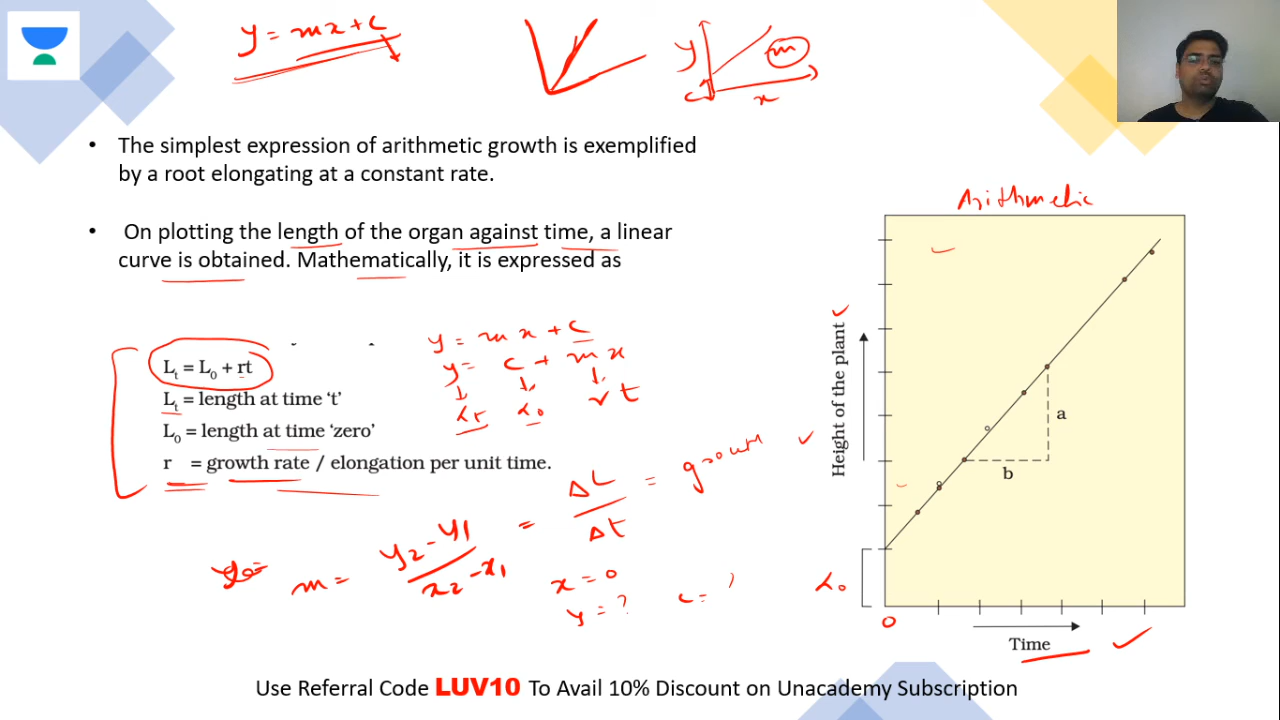 y = mx + c
y
m
c
x
• The simplest expression of arithmetic growth is exemplified
by a root elongating at a constant rate.
• On plotting the length of the organ against time, a linear
curve is obtained. Mathematically, it is expressed as
Arithmetic
y = m x + c
y = c + m x
Lt r t
L0
Lt = L0 + rt
Lt = length at time ‘t’
L0 = length at time ‘zero’
r = growth rate / elongation per unit time.
Height of the plant
a
b
m = y2 - y1 / x2 - x1 = ΔL / Δt = growth
x = 0
y = ?
c = ?
L0
0
Time
Use Referral Code LUV10 To Avail 10% Discount on Unacademy Subscription